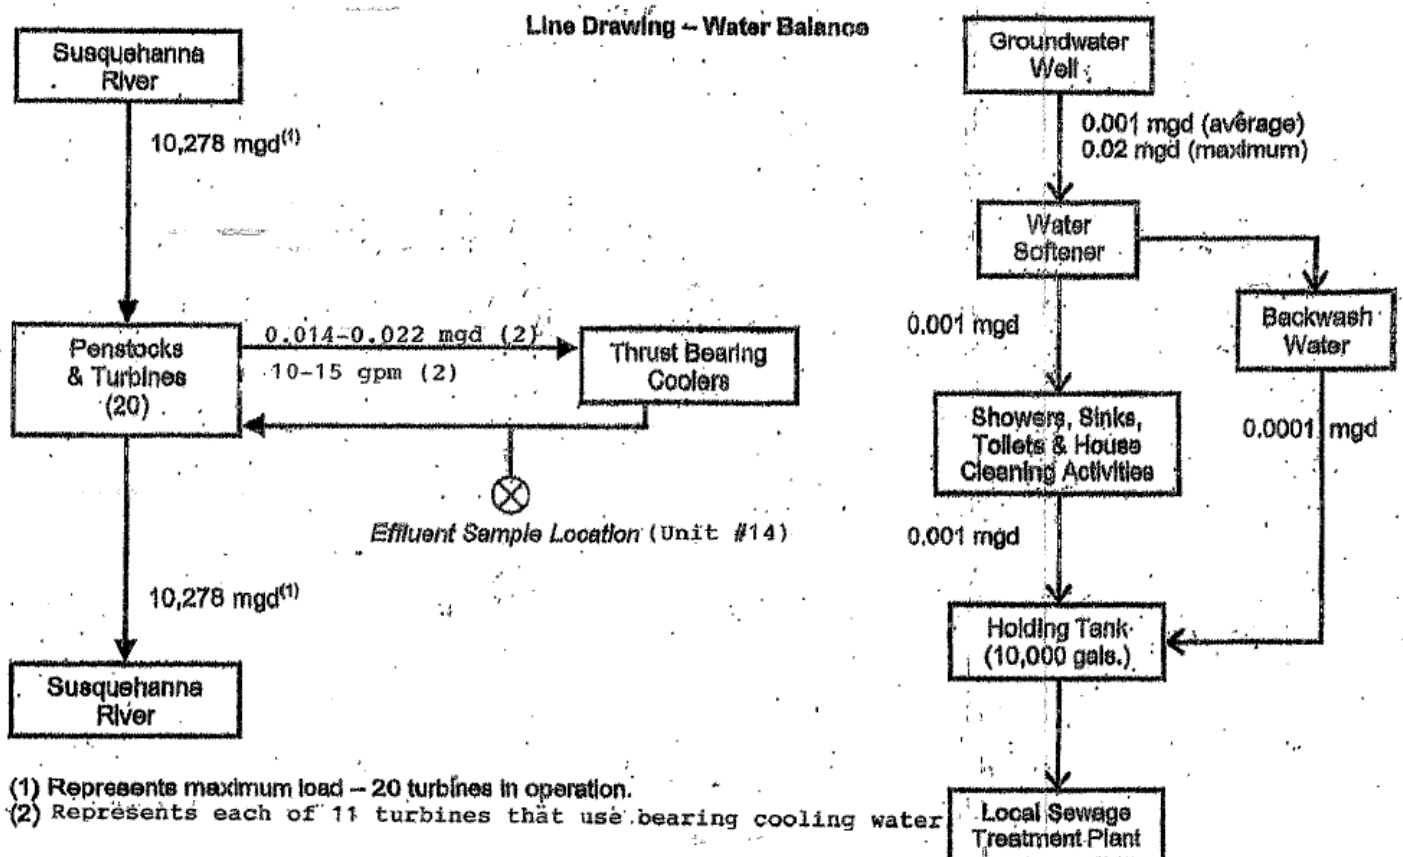 Line Drawing – Water Balance
Susquehanna
River
10,278 mgd(1)
Penstocks
& Turbines
(20)
0.014-0.022 mgd (2)
10-15 gpm (2)
Thrust Bearing
Coolers
Effluent Sample Location (Unit #14)
10,278 mgd(1)
Susquehanna
River
(1) Represents maximum load – 20 turbines in operation.
(2) Represents each of 11 turbines that use bearing cooling water
Groundwater
Well
0.001 mgd (average)
0.02 mgd (maximum)
Water
Softener
0.001 mgd
Backwash
Water
Showers, Sinks,
Toilets & House
Cleaning Activities
0.0001 mgd
0.001 mgd
Holding Tank
(10,000 gals.)
Local Sewage
Treatment Plant